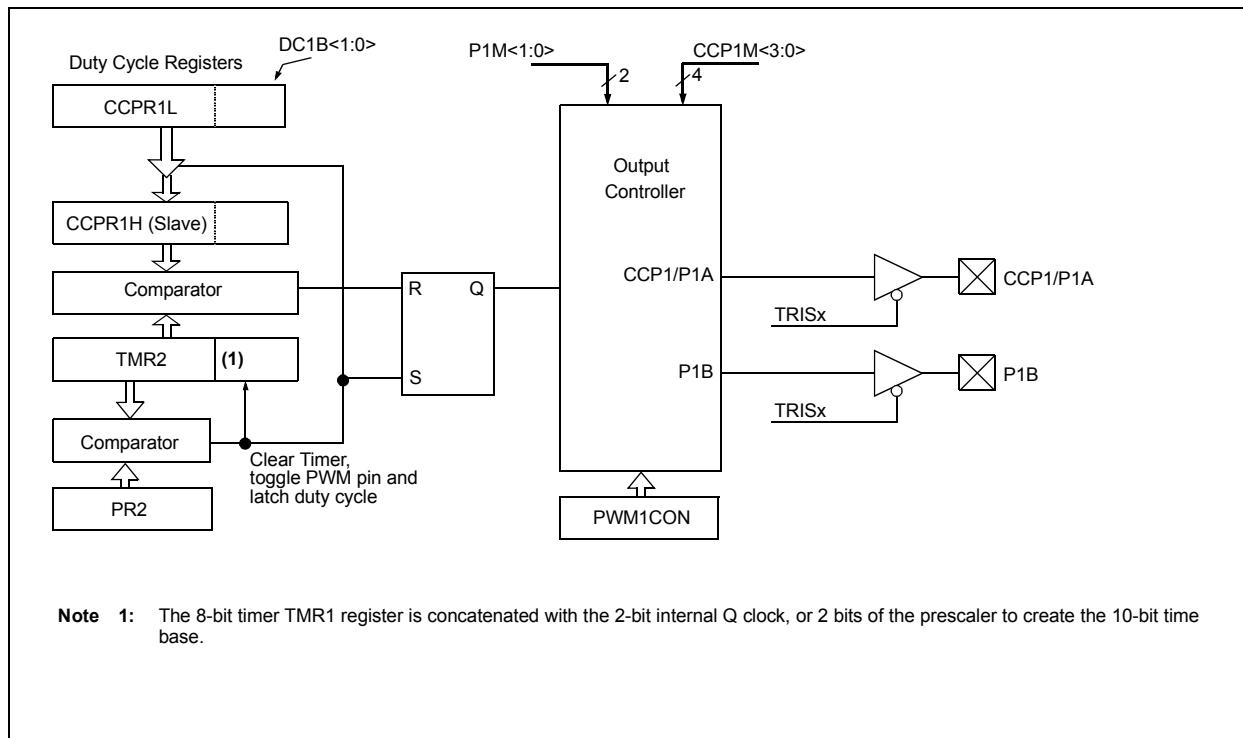 DC1B<1:0>
Duty Cycle Registers
CCPR1L
CCPR1H (Slave)
Comparator
TMR2
(1)
Comparator
PR2
Clear Timer,
toggle PWM pin and
latch duty cycle
R
Q
S
P1M<1:0>
2
CCP1M<3:0>
4
Output
Controller
CCP1/P1A
P1B
PWM1CON
TRISx
CCP1/P1A
TRISx
P1B
Note 1: The 8-bit timer TMR1 register is concatenated with the 2-bit internal Q clock, or 2 bits of the prescaler to create the 10-bit time
base.